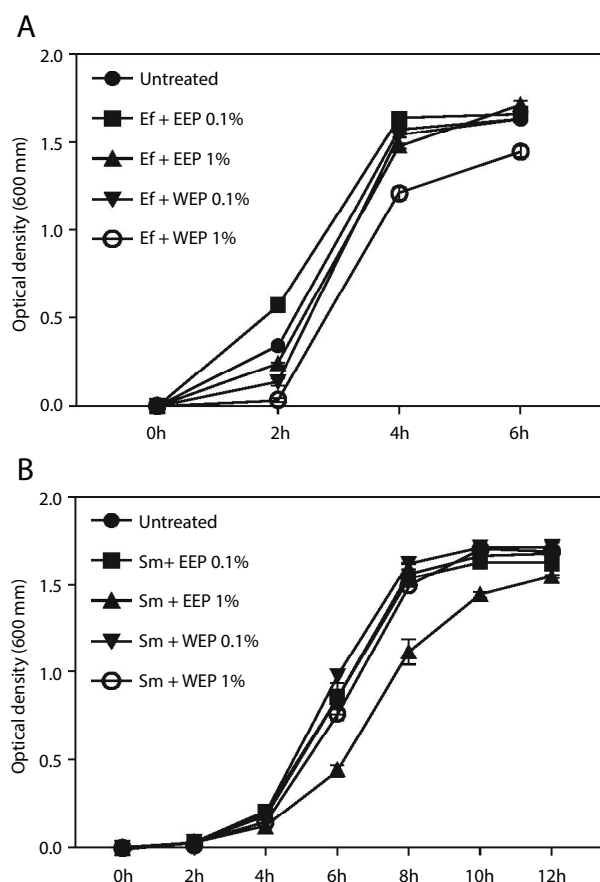 A
Optical density (600 mm)
2.0
1.5
1.0
0.5
0.0
Untreated
Ef + EEP 0.1%
Ef + EEP 1%
Ef + WEP 0.1%
Ef + WEP 1%
0h 2h 4h 6h
B
Optical density (600 mm)
2.0
1.5
1.0
0.5
0.0
Untreated
Sm+ EEP 0.1%
Sm + EEP 1%
Sm + WEP 0.1%
Sm + WEP 1%
0h 2h 4h 6h 8h 10h 12h